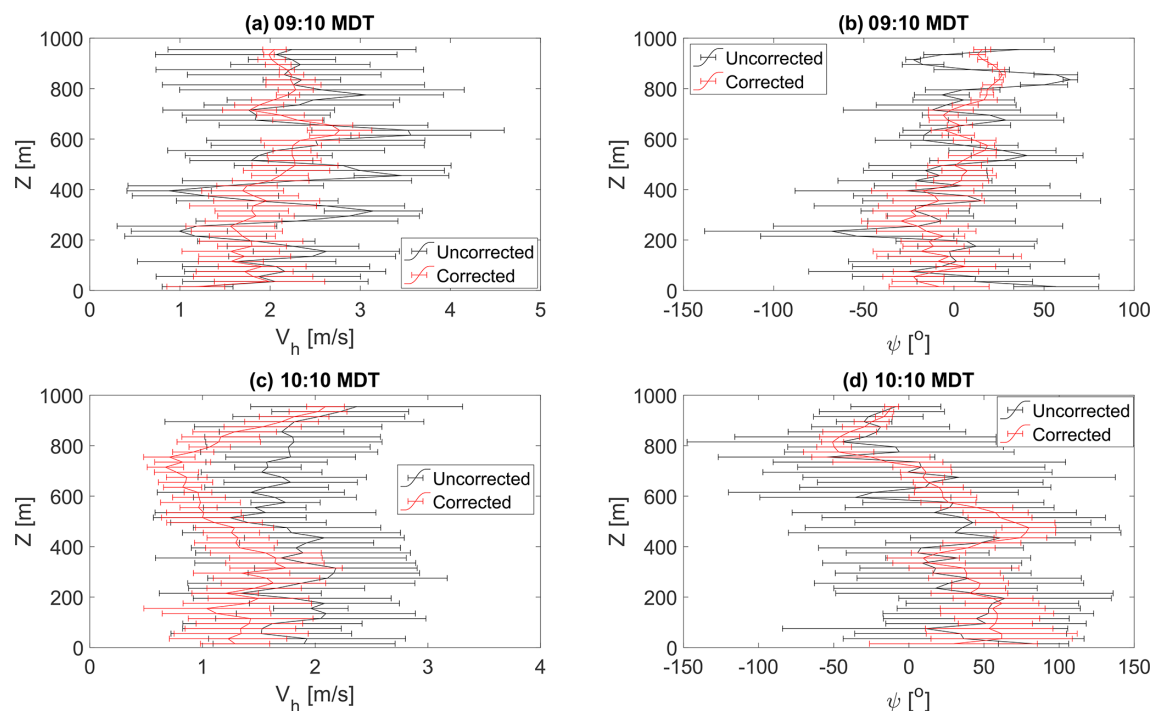 (a) 09:10 MDT
1000
800
600
400
200
0
Z [m]
0 1 2 3 4 5
V_h [m/s]
Uncorrected
Corrected
(b) 09:10 MDT
1000
800
600
400
200
0
Z [m]
-150 -100 -50 0 50 100
ψ [°]
Uncorrected
Corrected
(c) 10:10 MDT
1000
800
600
400
200
0
Z [m]
0 1 2 3 4
V_h [m/s]
Uncorrected
Corrected
(d) 10:10 MDT
1000
800
600
400
200
0
Z [m]
-150 -100 -50 0 50 100 150
ψ [°]
Uncorrected
Corrected